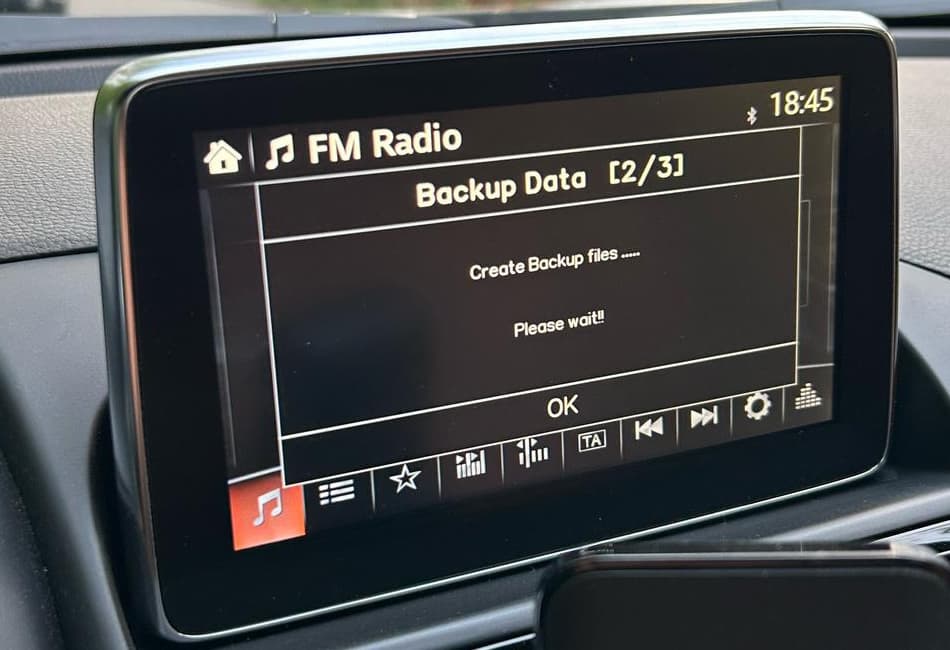 18:45
FM Radio
Backup Data [2/3]
Create Backup files .....
Please wait!!
OK
TA